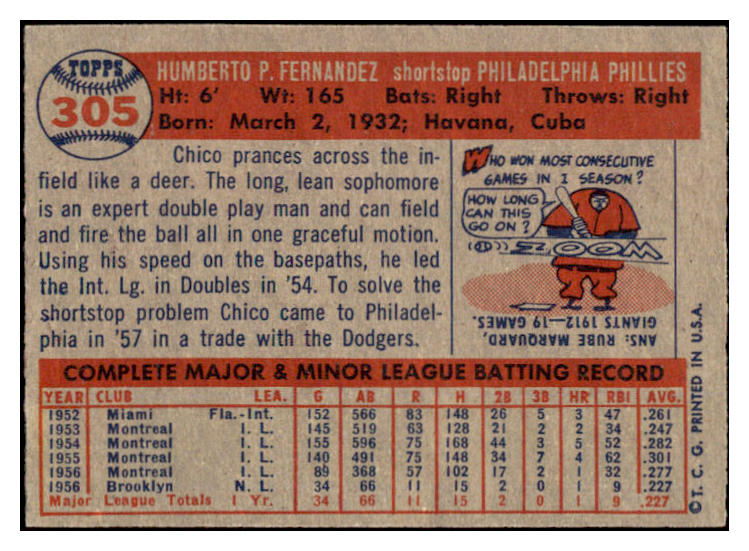 TOPPS
305
HUMBERTO P. FERNANDEZ shortstop PHILADELPHIA PHILLIES
Ht: 6' Wt: 165 Bats: Right Throws: Right
Born: March 2, 1932; Havana, Cuba
Chico prances across the in-
field like a deer. The long, lean sophomore
is an expert double play man and can field
and fire the ball all in one graceful motion.
Using his speed on the basepaths, he led
the Int. Lg. in Doubles in '54. To solve the
shortstop problem Chico came to Philadel-
phia in '57 in a trade with the Dodgers.
WHO WON MOST CONSECUTIVE
GAMES IN 1 SEASON?
HOW LONG
CAN THIS
GO ON?
ZOOM
ANS: RUBE MARQUARD,
GIANTS 1912-19 GAMES.
COMPLETE MAJOR & MINOR LEAGUE BATTING RECORD
YEAR CLUB LEA. G AB R H 2B 3B HR RBI AVG.
1952 Miami Fla.-Int. 152 566 83 148 26 5 3 47 .261
1953 Montreal I. L. 145 519 63 128 21 2 2 34 .247
1954 Montreal I. L. 155 596 75 168 44 3 5 52 .282
1955 Montreal I. L. 140 491 75 148 34 7 4 62 .301
1956 Montreal I. L. 89 368 57 102 17 2 1 32 .277
1956 Brooklyn N. L. 34 66 11 15 2 0 1 9 .227
Major League Totals 1 Yr. 34 66 11 15 2 0 1 9 .227
© T. C. G. PRINTED IN U.S.A.